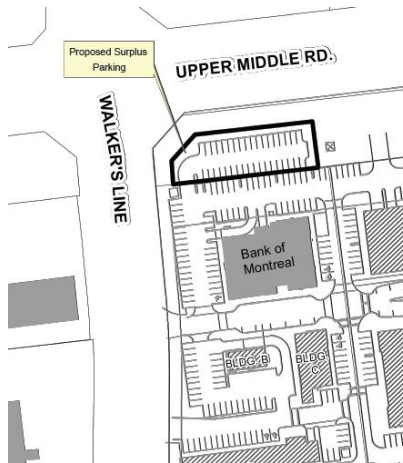 Proposed Surplus
Parking
UPPER MIDDLE RD.
WALKER'S LINE
Bank of
Montreal
BLDG. B
BLDG.
C